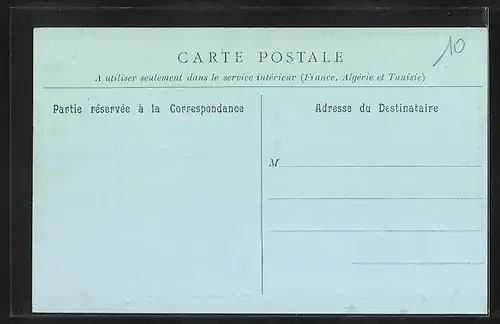 10
CARTE POSTALE
A utiliser seulement dans le service intérieur (France, Algérie et Tunisie)
Partie réservée à la Correspondance
Adresse du Destinataire
M